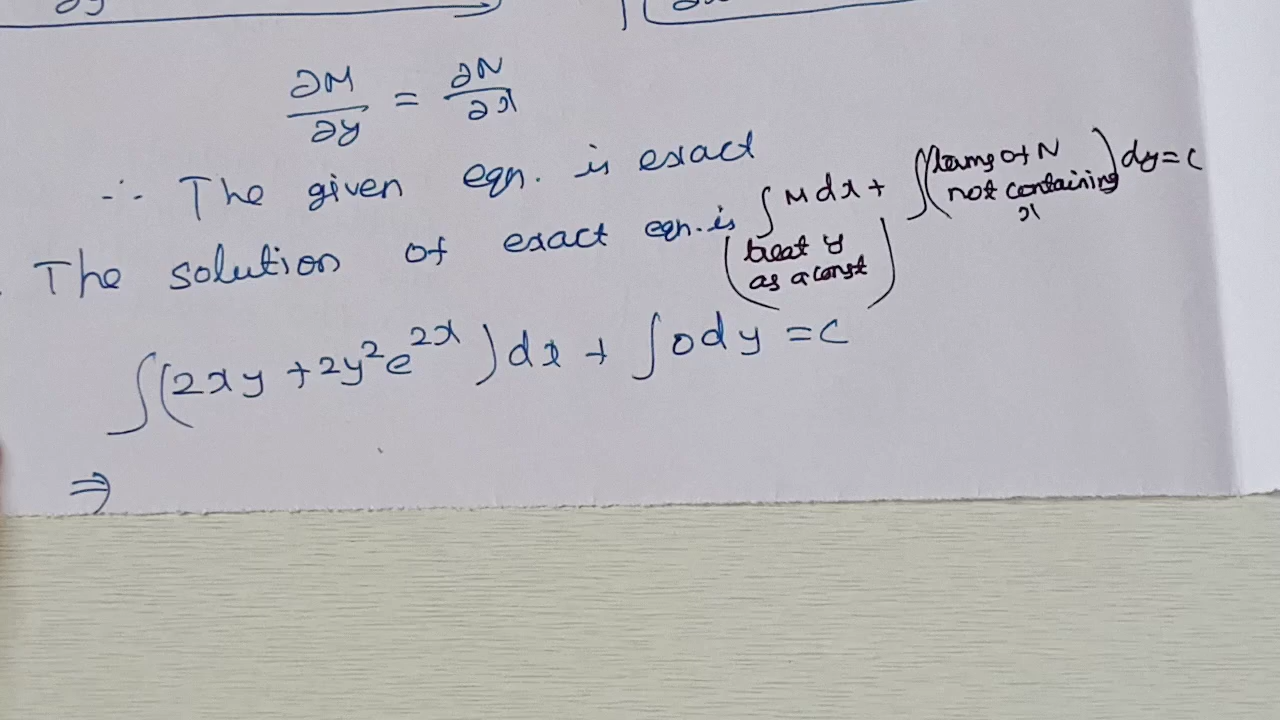 ∂M/∂y = ∂N/∂x
∴ The given eqn. is exact
The solution of exact eqn. is ∫ M dx + ∫ (terms of N not containing x) dy = c
(treat y as a const)
∫ (2xy + 2y²e^{2x}) dx + ∫ 0 dy = c
⇒